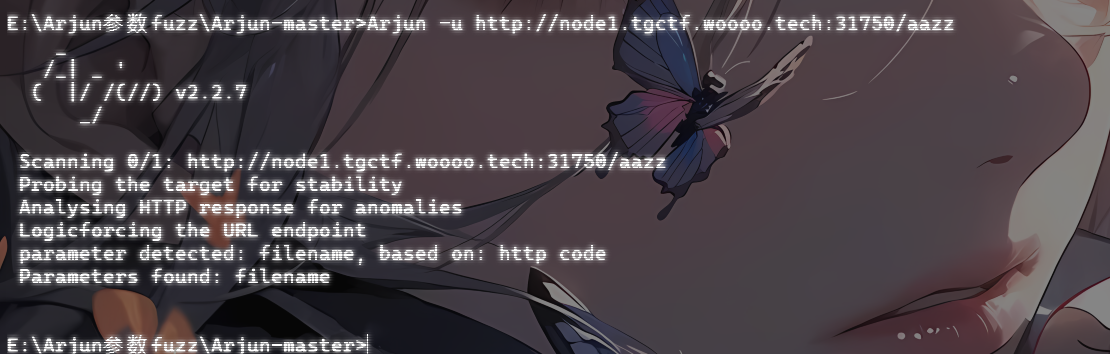 E:\Arjun参数fuzz\Arjun-master>Arjun -u http://node1.tgctf.woooo.tech:31750/aazz
    _
   /_| _ '
  (  |/ /(//) v2.2.7
      _/
Scanning 0/1: http://node1.tgctf.woooo.tech:31750/aazz
Probing the target for stability
Analysing HTTP response for anomalies
Logicforcing the URL endpoint
parameter detected: filename, based on: http code
Parameters found: filename
E:\Arjun参数fuzz\Arjun-master>